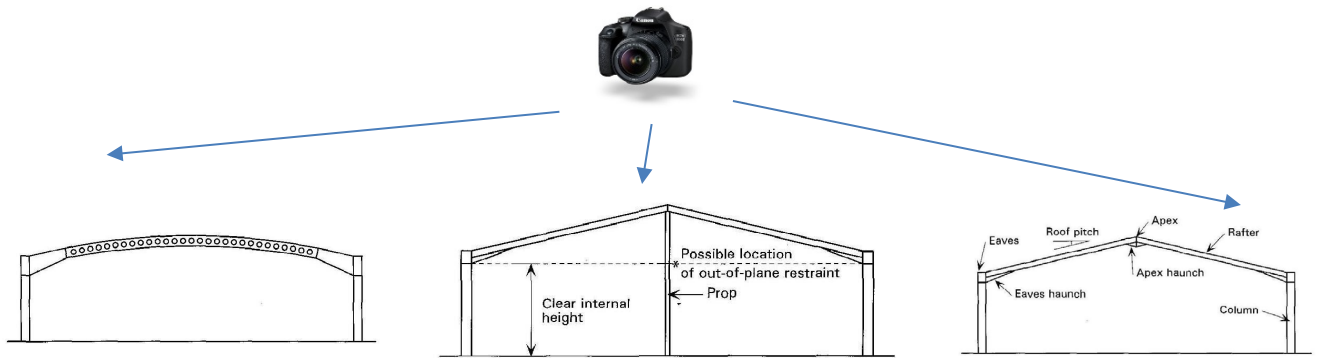 Canon
Possible location
of out-of-plane restraint
Prop
Clear internal
height
Apex
Roof pitch
Rafter
Eaves
Apex haunch
Eaves haunch
Column